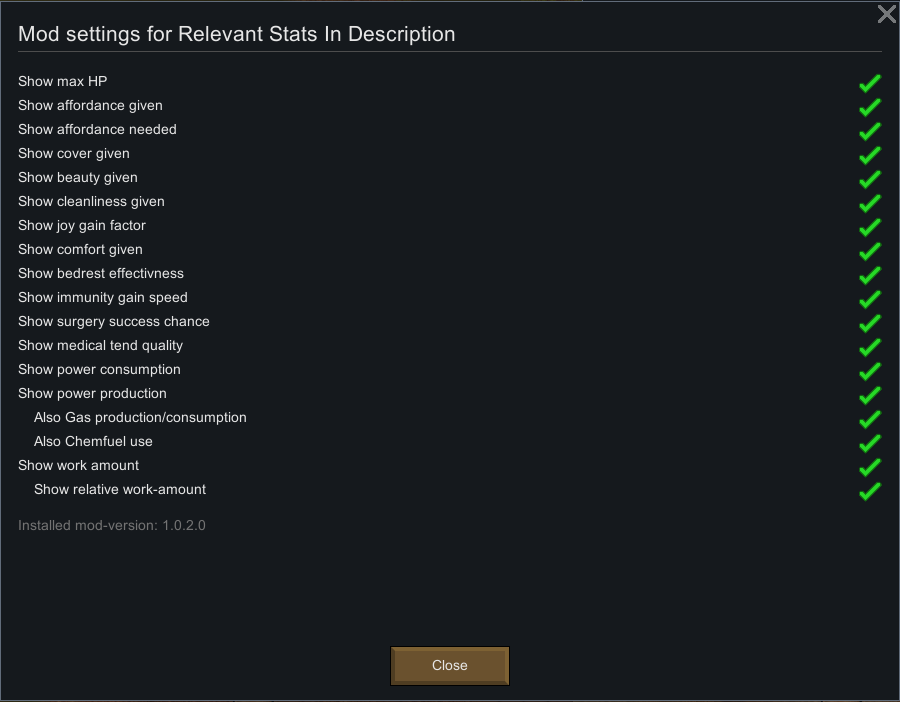 Mod settings for Relevant Stats In Description
Show max HP
Show affordance given
Show affordance needed
Show cover given
Show beauty given
Show cleanliness given
Show joy gain factor
Show comfort given
Show bedrest effectivness
Show immunity gain speed
Show surgery success chance
Show medical tend quality
Show power consumption
Show power production
Also Gas production/consumption
Also Chemfuel use
Show work amount
Show relative work-amount
Installed mod-version: 1.0.2.0
Close